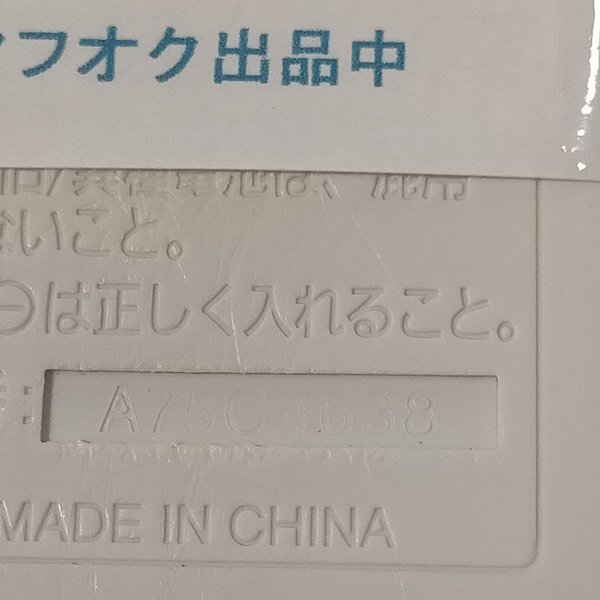 フオク出品中
ないこと。
⊖は正しく入れること。
A75C4638
MADE IN CHINA